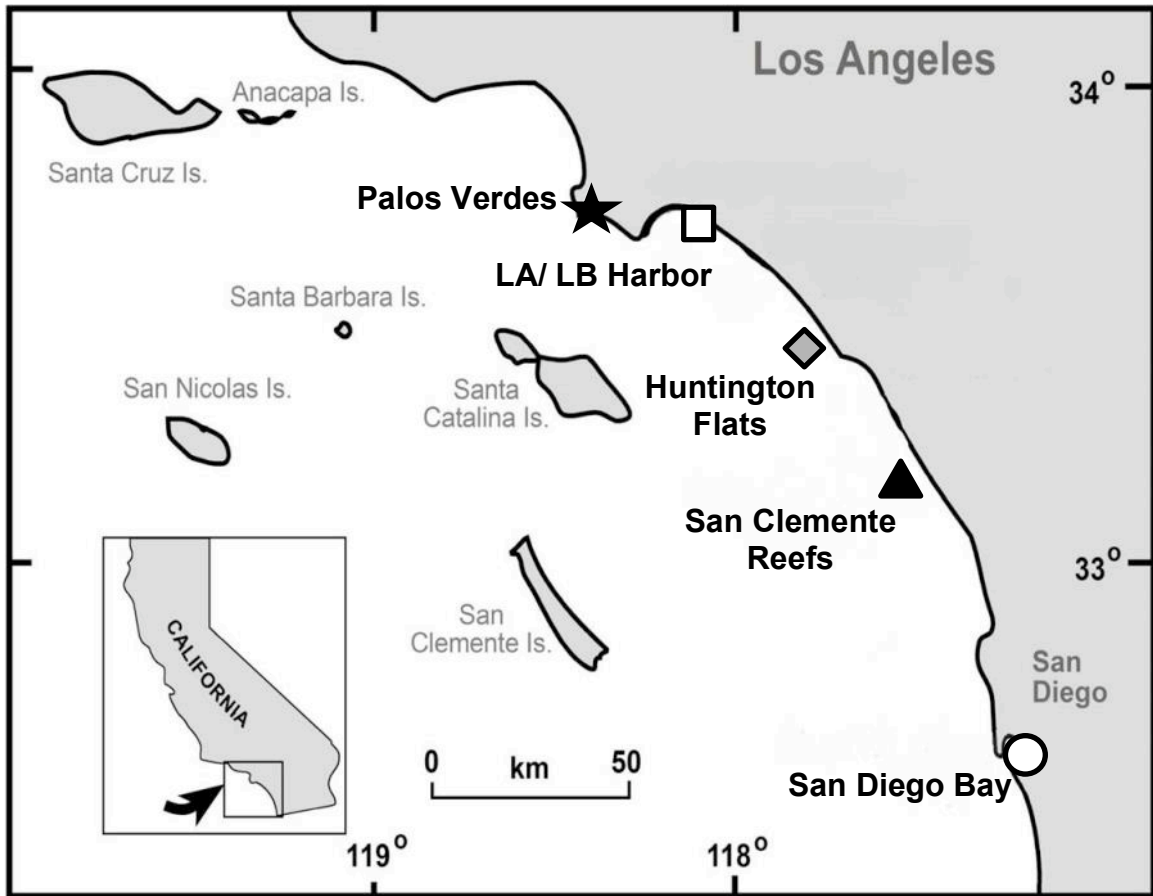 Los Angeles
34°
Anacapa Is.
Santa Cruz Is.
Palos Verdes
LA/ LB Harbor
Santa Barbara Is.
San Nicolas Is.
Santa
Catalina Is.
Huntington
Flats
San Clemente
Reefs
33°
San
Clemente Is.
San
Diego
CALIFORNIA
0 km 50
San Diego Bay
119°
118°